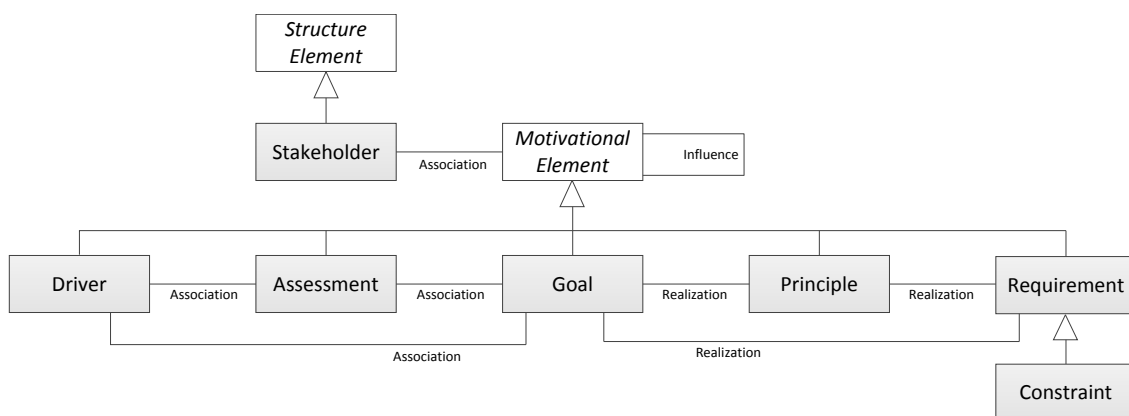 Structure
Element
Stakeholder
Association
Motivational
Element
Influence
Driver
Association
Assessment
Association
Goal
Realization
Principle
Realization
Requirement
Association
Realization
Constraint